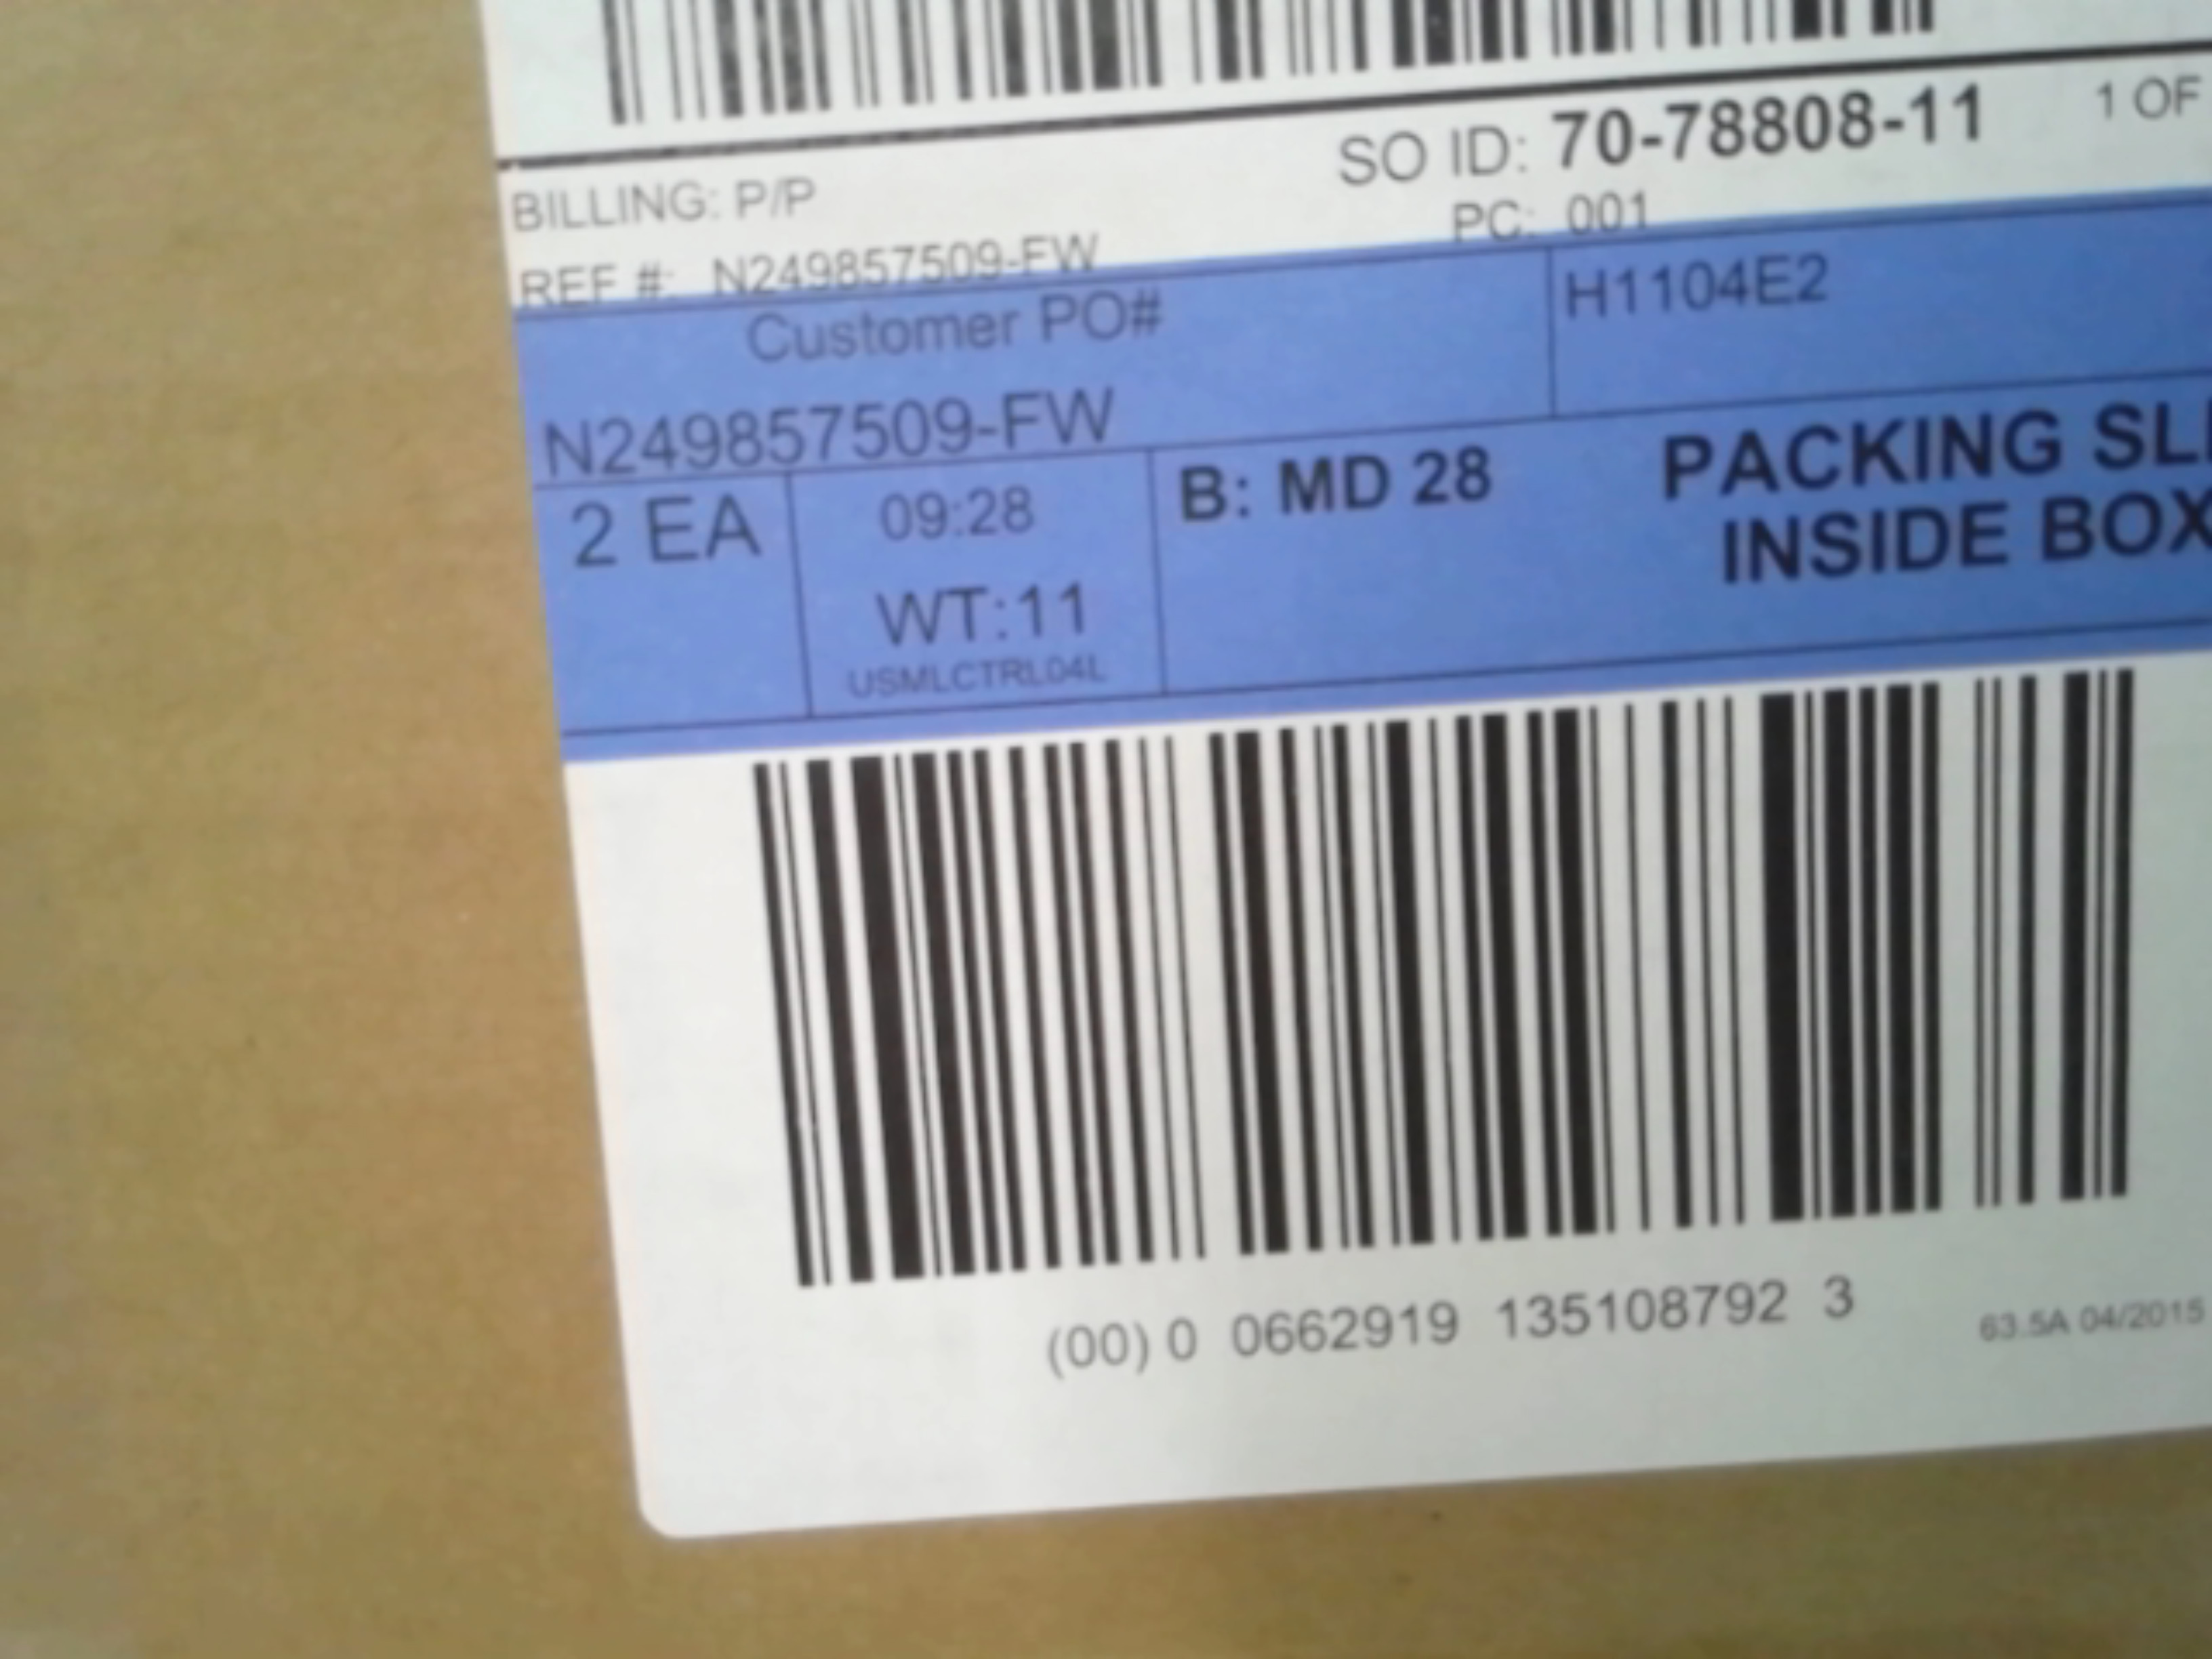 SO ID: 70-78808-11 1 OF
BILLING: P/P
PC: 001
REF #: N249857509-FW
Customer PO#
H1104E2
N249857509-FW
2 EA
09:28
WT:11
USMLCTRL04L
B: MD 28
PACKING SLI
INSIDE BOX
(00) 0 0662919 135108792 3
63.5A 04/2015